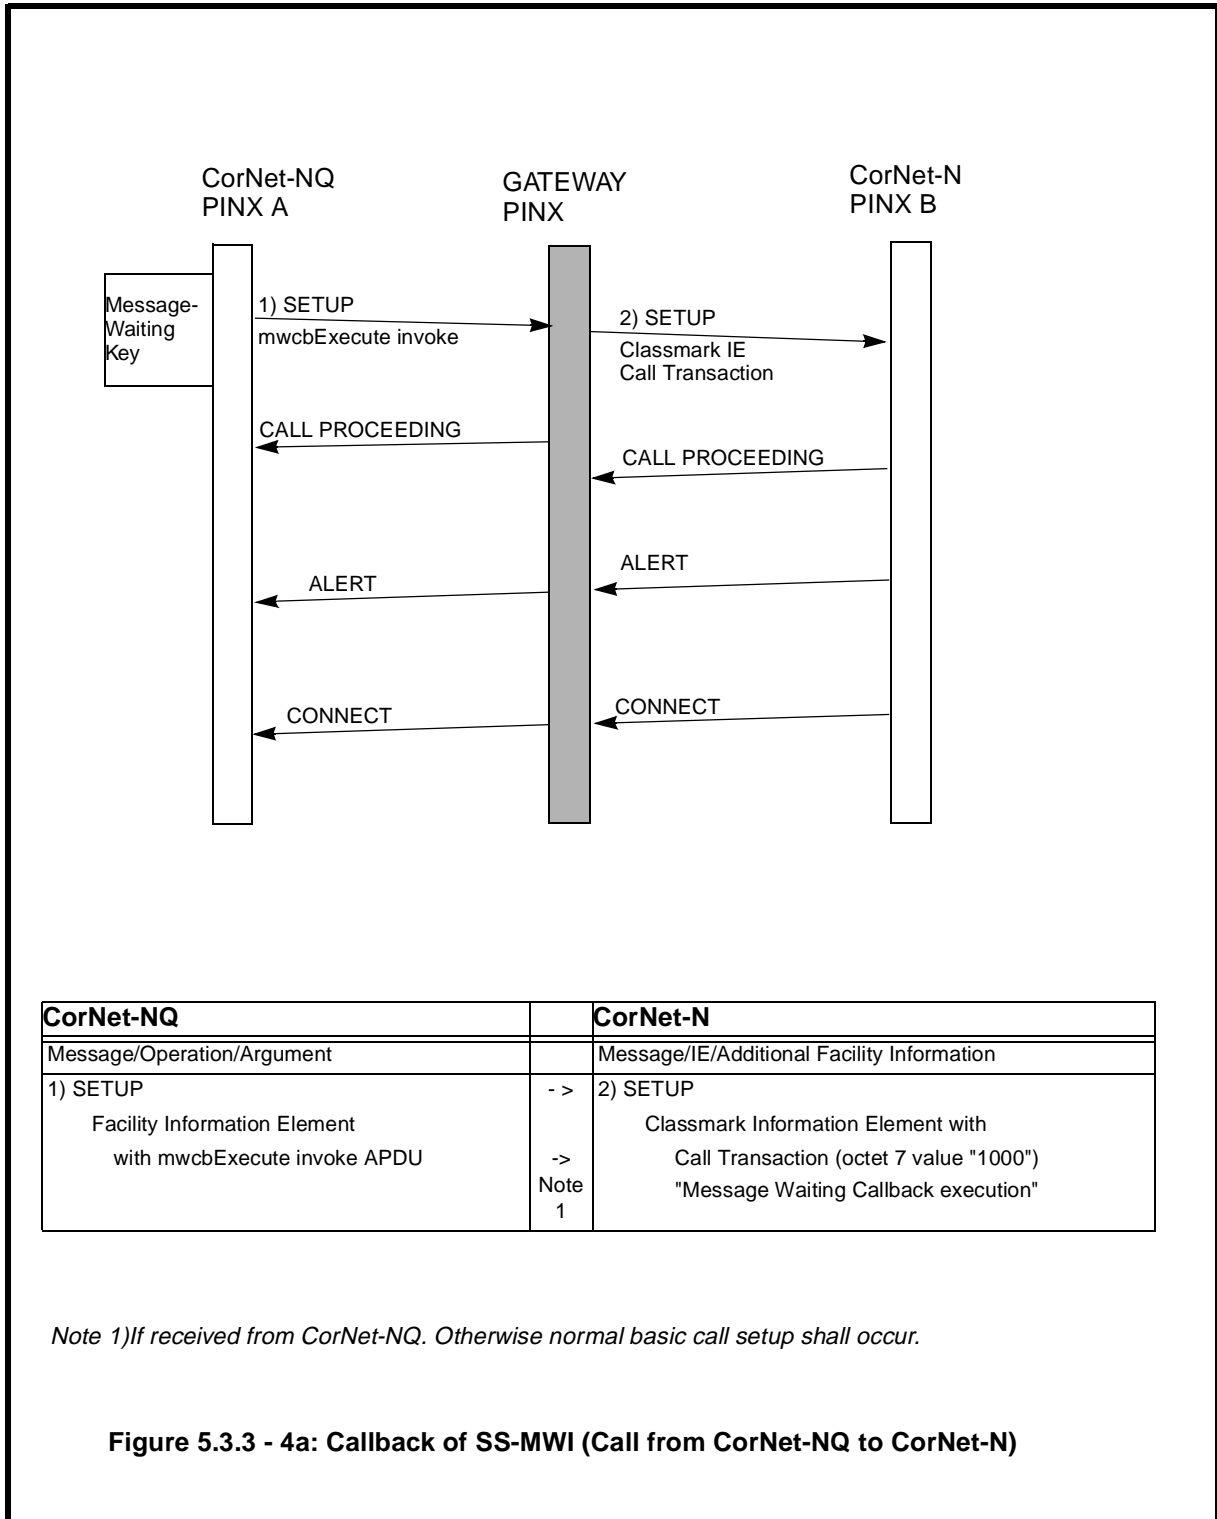 CorNet-NQ
PINX A
GATEWAY
PINX
CorNet-N
PINX B
Message-
Waiting
Key
1) SETUP
mwcbExecute invoke
2) SETUP
Classmark IE
Call Transaction
CALL PROCEEDING
CALL PROCEEDING
ALERT
ALERT
CONNECT
CONNECT
CorNet-NQ CorNet-N
Message/Operation/Argument Message/IE/Additional Facility Information
1) SETUP - > 2) SETUP
Facility Information Element Classmark Information Element with
with mwcbExecute invoke APDU -> Call Transaction (octet 7 value "1000")
Note "Message Waiting Callback execution"
1
Note 1)If received from CorNet-NQ. Otherwise normal basic call setup shall occur.
Figure 5.3.3 - 4a: Callback of SS-MWI (Call from CorNet-NQ to CorNet-N)